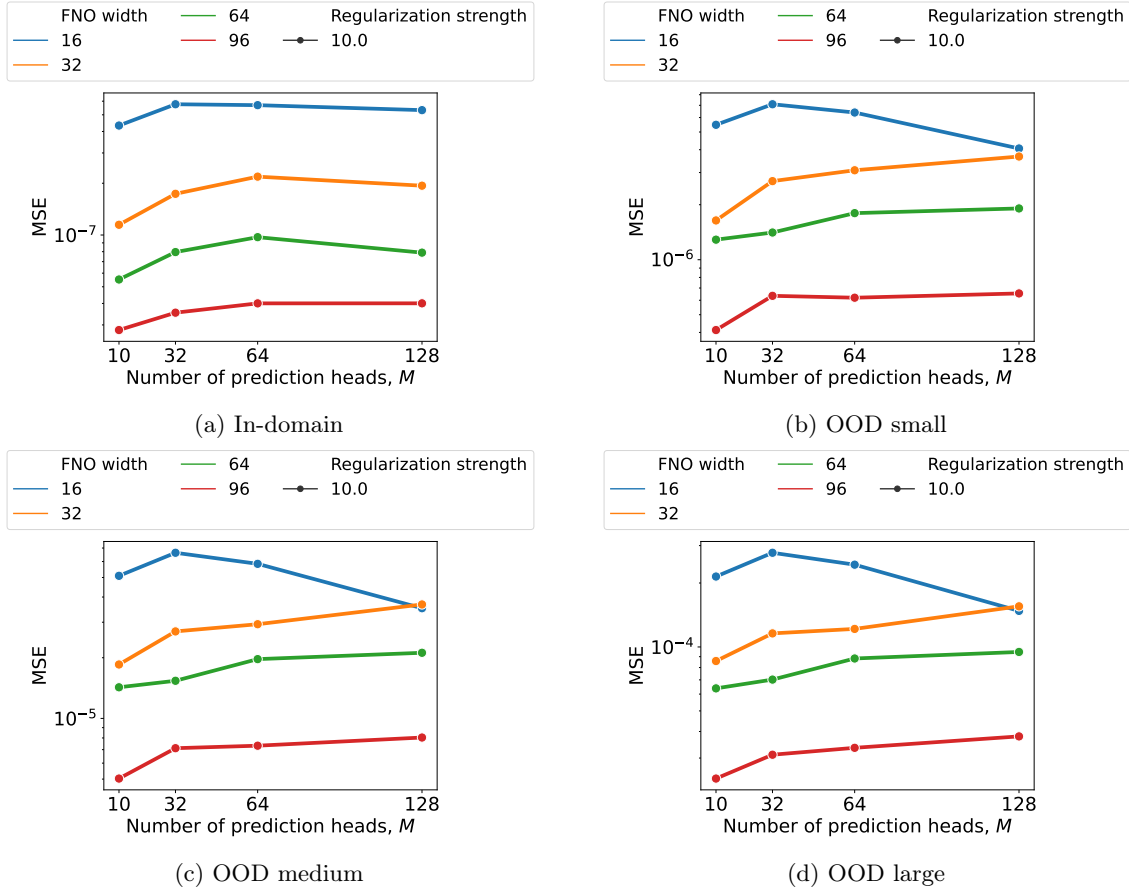 FNO width 64 Regularization strength
16 96 10.0
32
MSE
10⁻⁷
10 32 64 128
Number of prediction heads, M
(a) In-domain
FNO width 64 Regularization strength
16 96 10.0
32
MSE
10⁻⁶
10 32 64 128
Number of prediction heads, M
(b) OOD small
FNO width 64 Regularization strength
16 96 10.0
32
MSE
10⁻⁵
10 32 64 128
Number of prediction heads, M
(c) OOD medium
FNO width 64 Regularization strength
16 96 10.0
32
MSE
10⁻⁴
10 32 64 128
Number of prediction heads, M
(d) OOD large